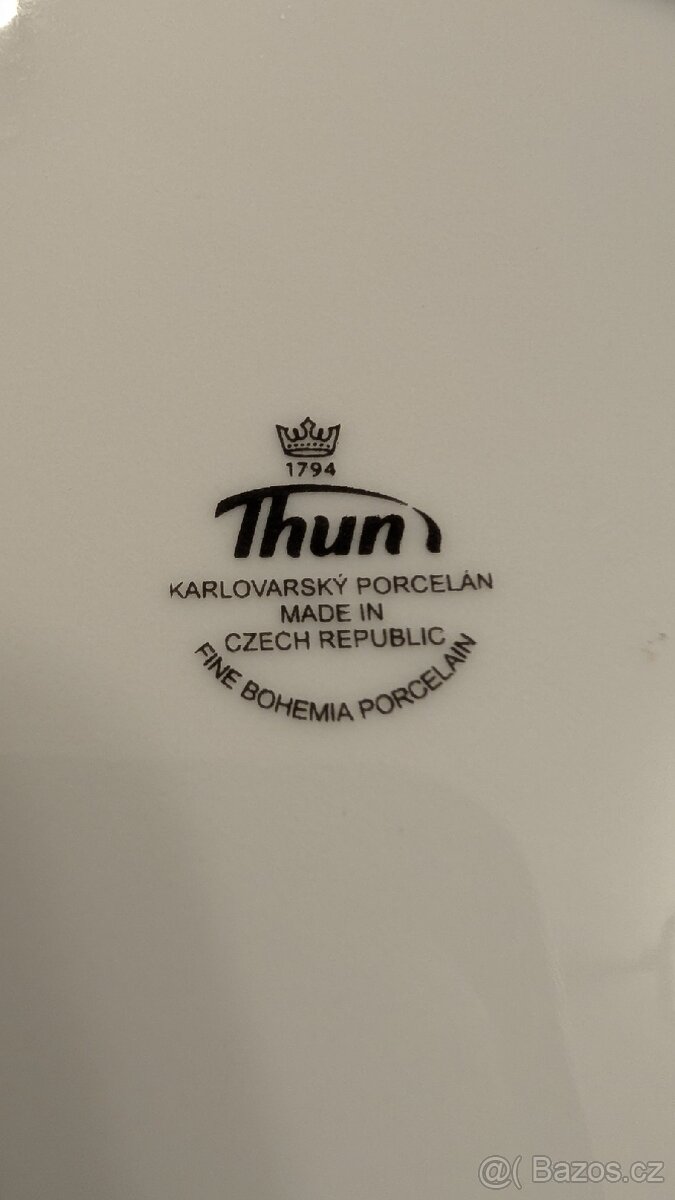 1794
Thun
KARLOVARSKÝ PORCELÁN
MADE IN
CZECH REPUBLIC
FINE BOHEMIA PORCELAIN
@( Bazos.cz